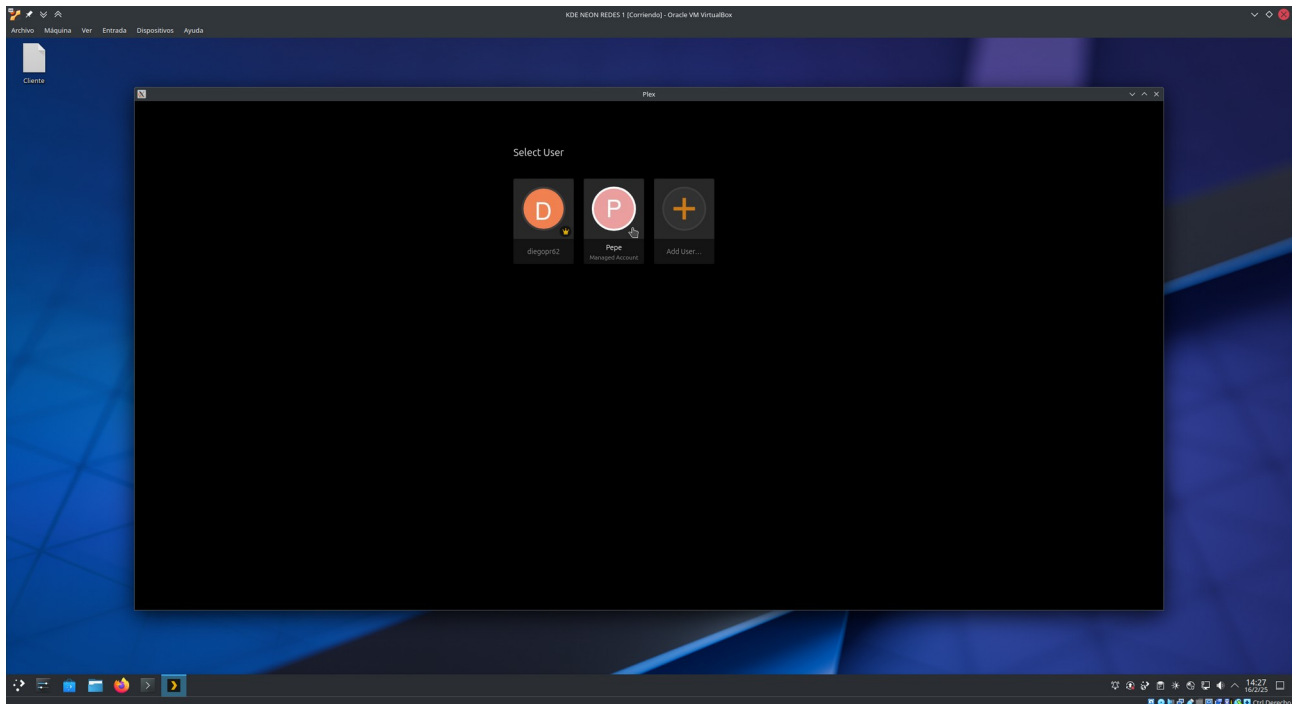 KDE NEON REDES 1 [Corriendo] - Oracle VM VirtualBox
Archivo Máquina Ver Entrada Dispositivos Ayuda
Cliente
Plex
Select User
D P
diegopr62 Pepe Add User...
Managed Account
14:27
16/2/25
Ctrl Derecho